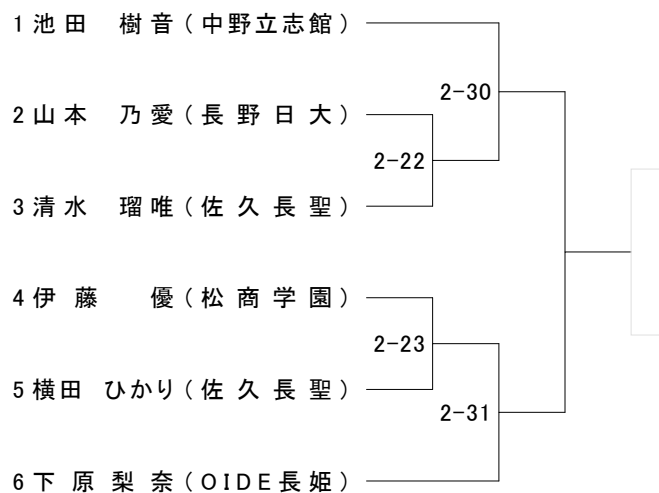 1 池田 樹音(中野立志館)
2-30
2 山本 乃愛(長野日大)
2-22
3 清水 瑠唯(佐久長聖)
4 伊藤 優(松商学園)
2-23
5 横田 ひかり(佐久長聖)
2-31
6 下原梨奈(OIDE長姫)